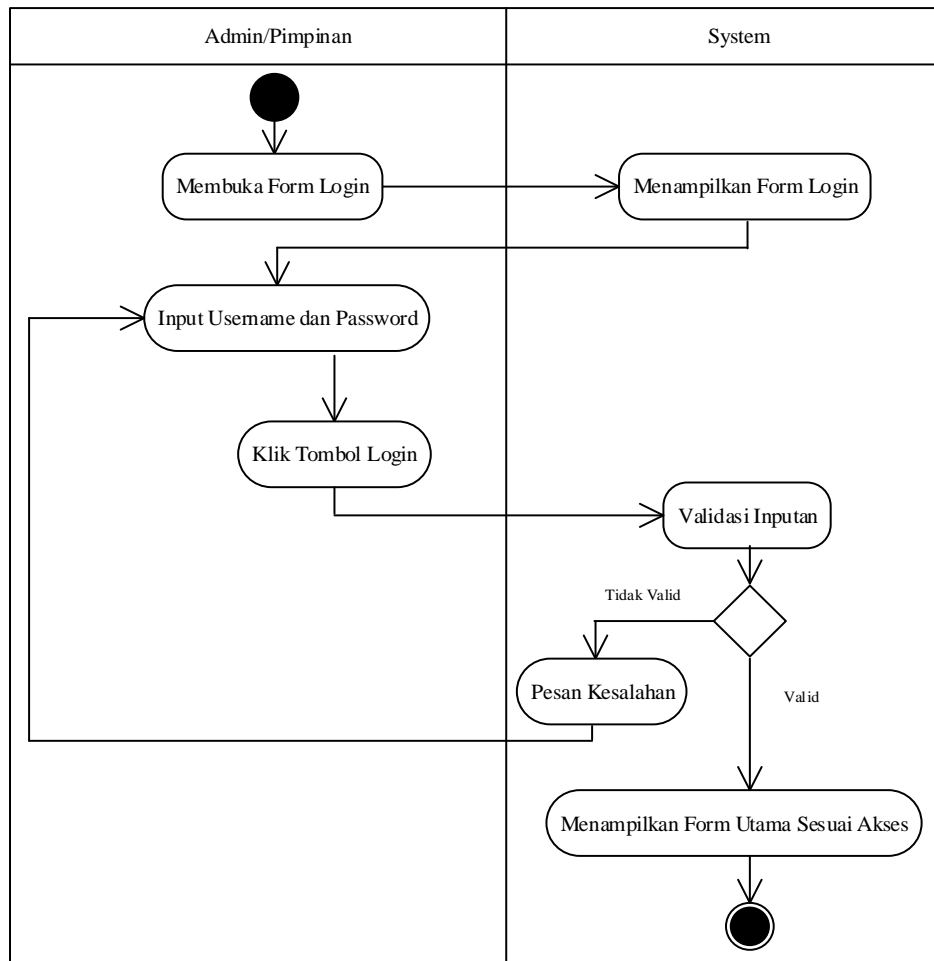 Admin/Pimpinan
System
Membuka Form Login
Menampilkan Form Login
Input Username dan Password
Klik Tombol Login
Validasi Inputan
Tidak Valid
Pesan Kesalahan
Valid
Menampilkan Form Utama Sesuai Akses